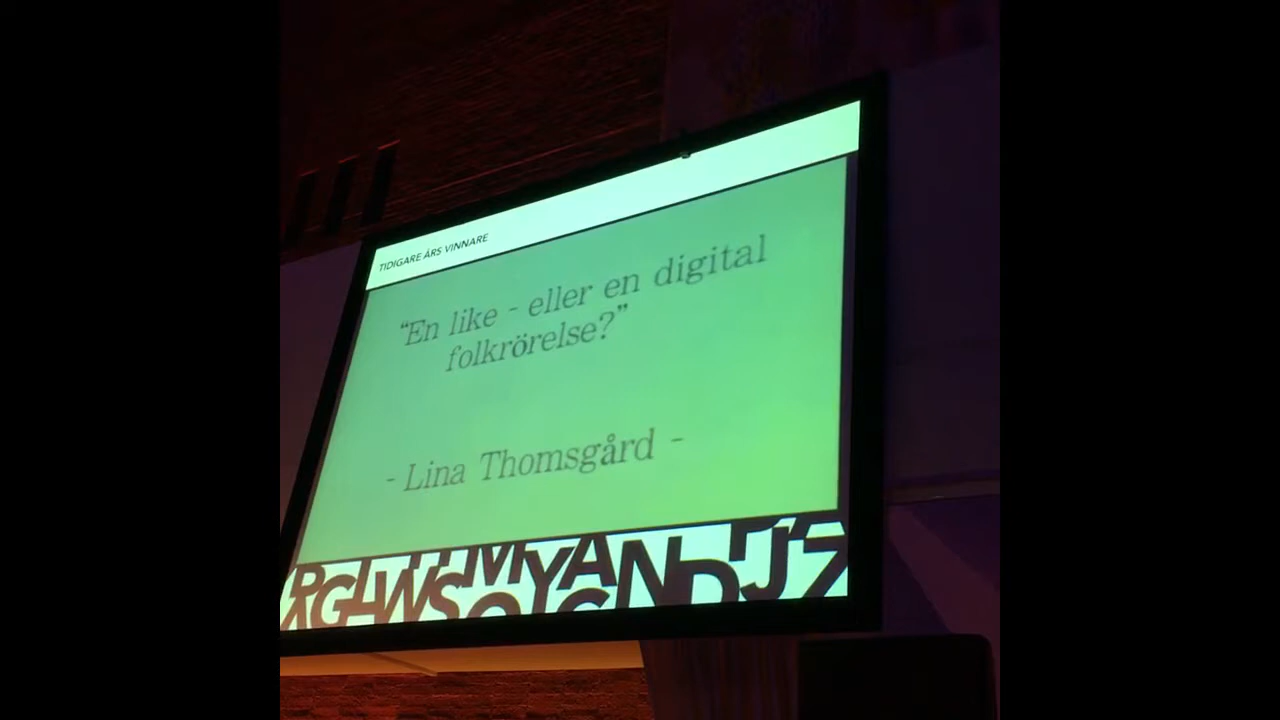 TIDIGARE ÅRS VINNARE
“En like - eller en digital
folkrörelse?”
- Lina Thomsgård -